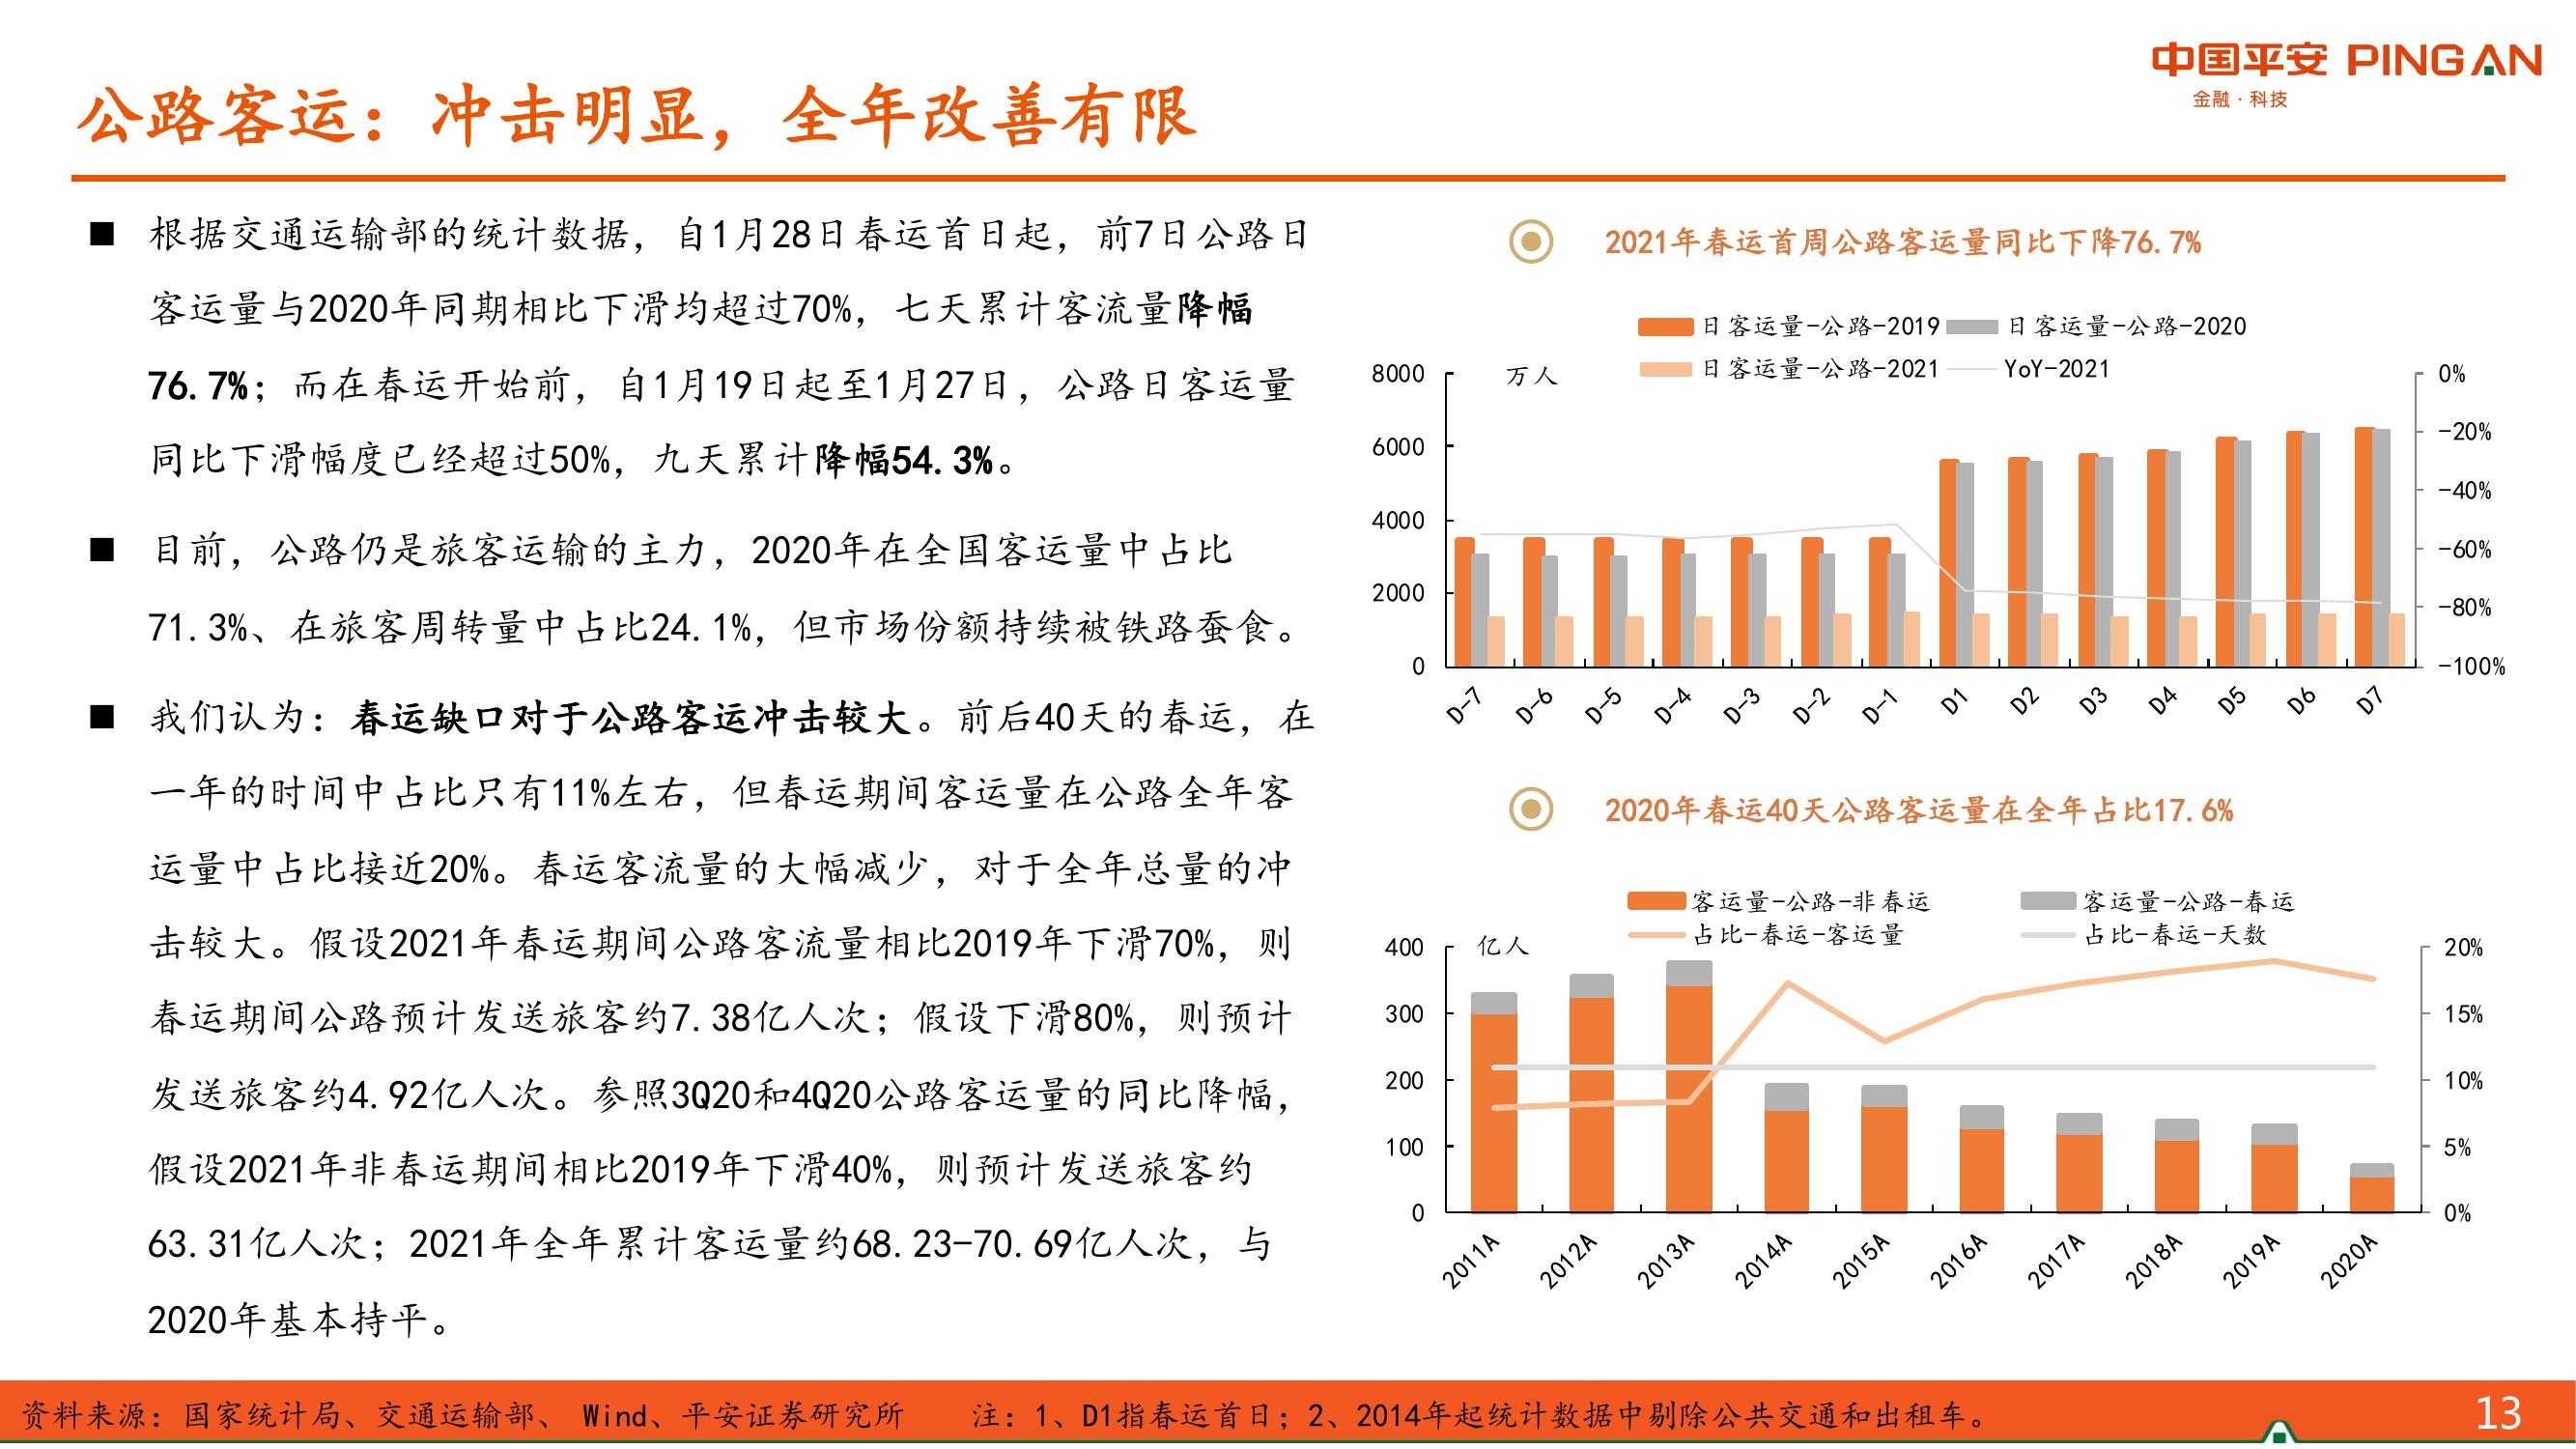 中国平安 PINGAN
金融·科技
公路客运：冲击明显，全年改善有限
■ 根据交通运输部的统计数据，自1月28日春运首日起，前7日公路日
客运量与2020年同期相比下滑均超过70%，七天累计客流量降幅
76.7%；而在春运开始前，自1月19日起至1月27日，公路日客运量
同比下滑幅度已经超过50%，九天累计降幅54.3%。
■ 目前，公路仍是旅客运输的主力，2020年在全国客运量中占比
71.3%、在旅客周转量中占比24.1%，但市场份额持续被铁路蚕食。
■ 我们认为：春运缺口对于公路客运冲击较大。前后40天的春运，在
一年的时间中占比只有11%左右，但春运期间客运量在公路全年客
运量中占比接近20%。春运客流量的大幅减少，对于全年总量的冲
击较大。假设2021年春运期间公路客流量相比2019年下滑70%，则
春运期间公路预计发送旅客约7.38亿人次；假设下滑80%，则预计
发送旅客约4.92亿人次。参照3Q20和4Q20公路客运量的同比降幅，
假设2021年非春运期间相比2019年下滑40%，则预计发送旅客约
63.31亿人次；2021年全年累计客运量约68.23-70.69亿人次，与
2020年基本持平。
2021年春运首周公路客运量同比下降76.7%
日客运量-公路-2019 日客运量-公路-2020
日客运量-公路-2021 YoY-2021
万人
8000
6000
4000
2000
0
0%
-20%
-40%
-60%
-80%
-100%
D-7 D-6 D-5 D-4 D-3 D-2 D-1 D1 D2 D3 D4 D5 D6 D7
2020年春运40天公路客运量在全年占比17.6%
客运量-公路-非春运 客运量-公路-春运
占比-春运-客运量 占比-春运-天数
亿人
400
300
200
100
0
20%
15%
10%
5%
0%
2011A 2012A 2013A 2014A 2015A 2016A 2017A 2018A 2019A 2020A
资料来源：国家统计局、交通运输部、 Wind、平安证券研究所 注：1、D1指春运首日；2、2014年起统计数据中剔除公共交通和出租车。
13